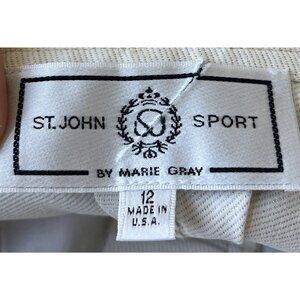 ST. JOHN SPORT
BY MARIE GRAY
12
MADE IN
U.S.A.